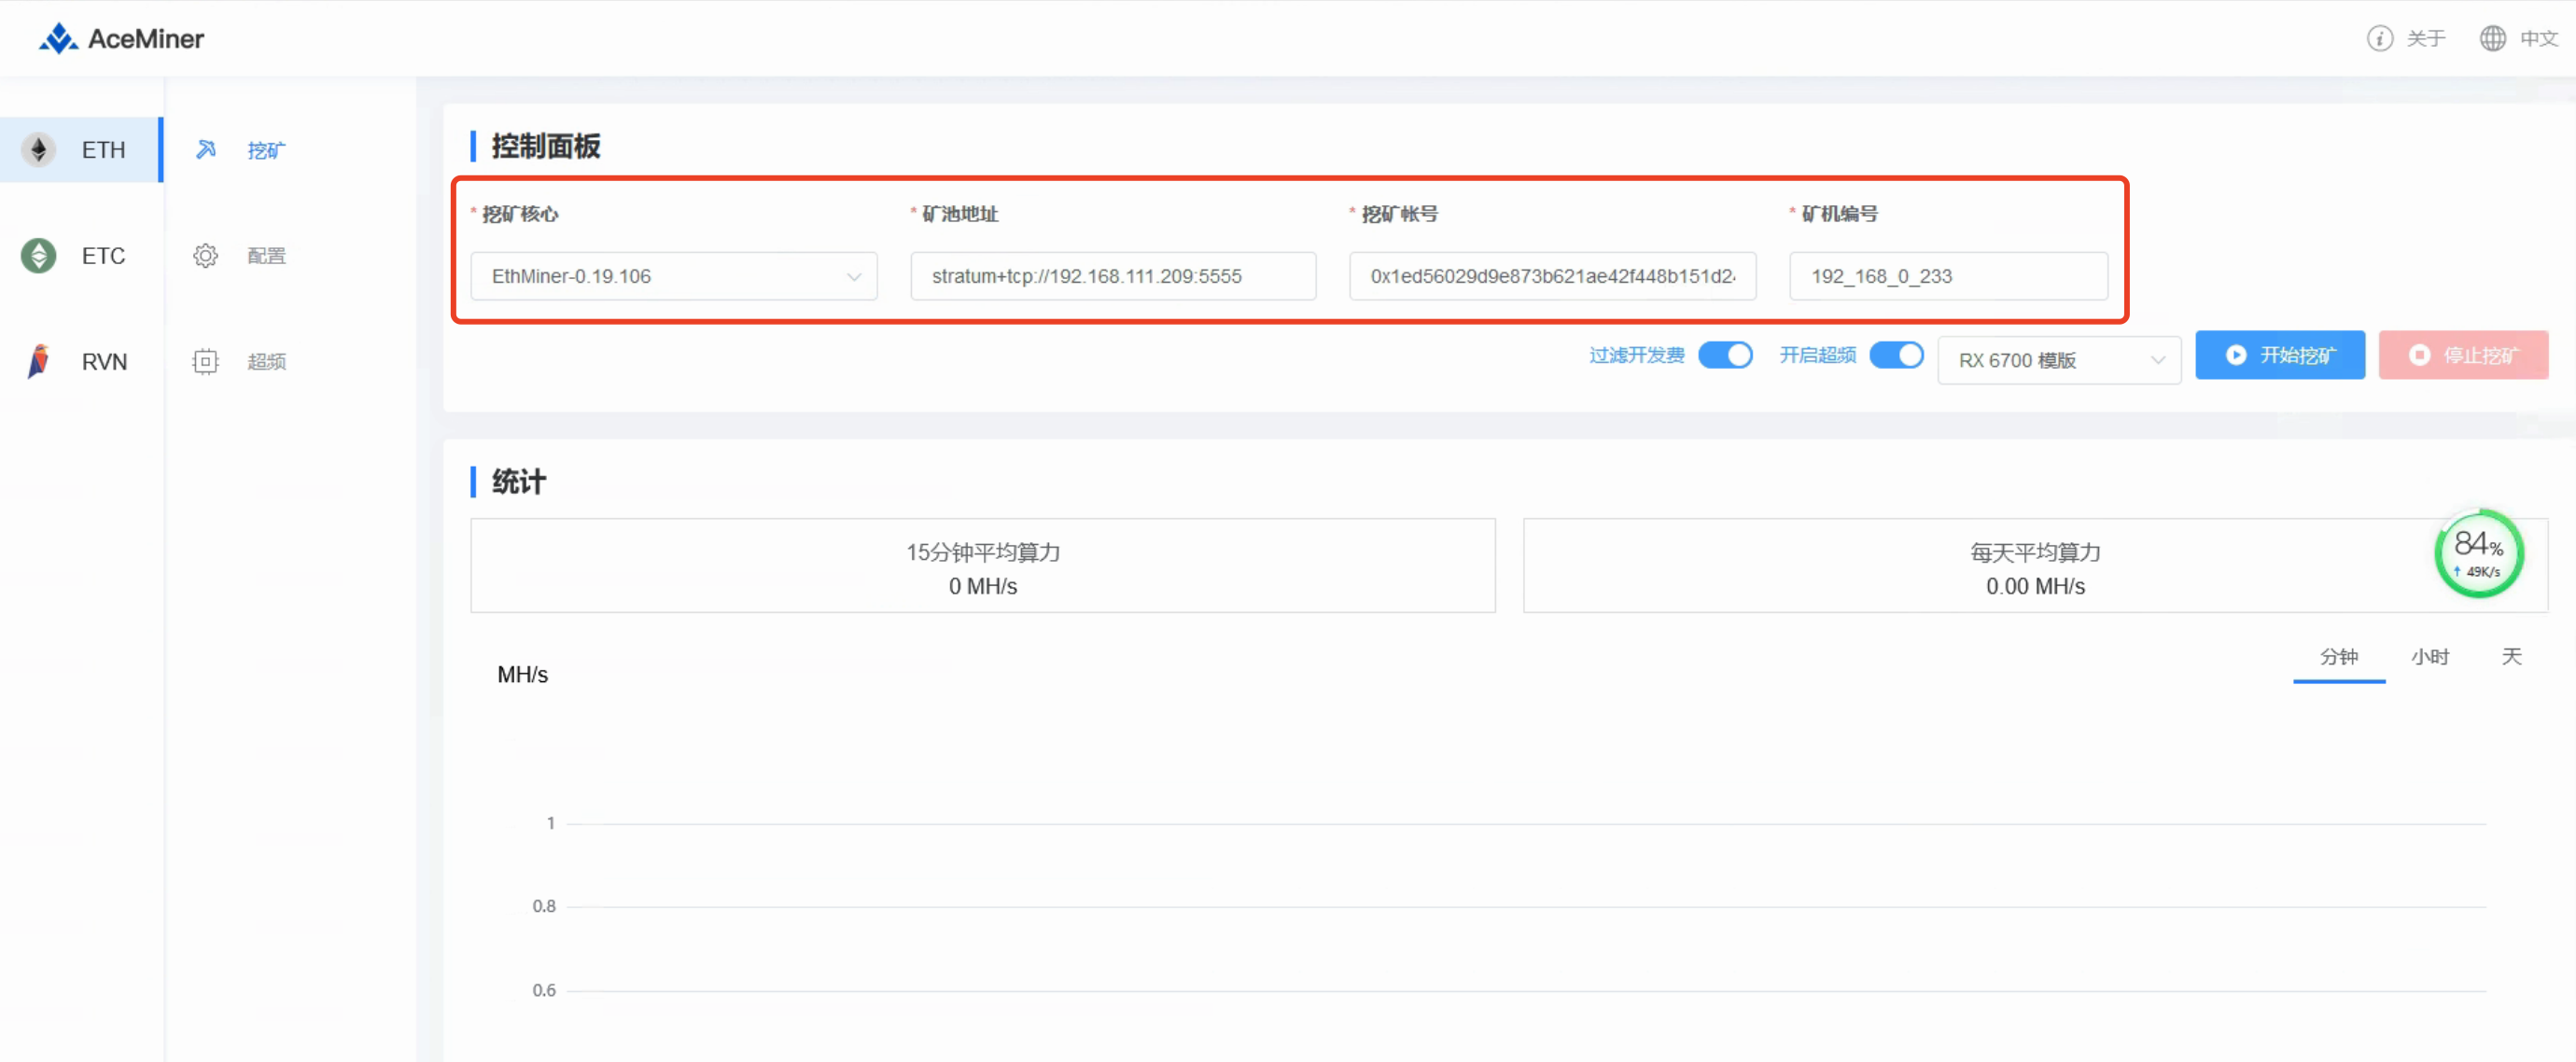 AceMiner
关于
中文
ETH
ETC
RVN
挖矿
配置
超频
控制面板
* 挖矿核心
* 矿池地址
* 挖矿帐号
* 矿机编号
EthMiner-0.19.106
stratum+tcp://192.168.111.209:5555
0x1ed56029d9e873b621ae42f448b151d2
192_168_0_233
过滤开发费
开启超频
RX 6700 模版
开始挖矿
停止挖矿
统计
15分钟平均算力
0 MH/s
每天平均算力
0.00 MH/s
84%
49K/s
分钟
小时
天
MH/s
1
0.8
0.6